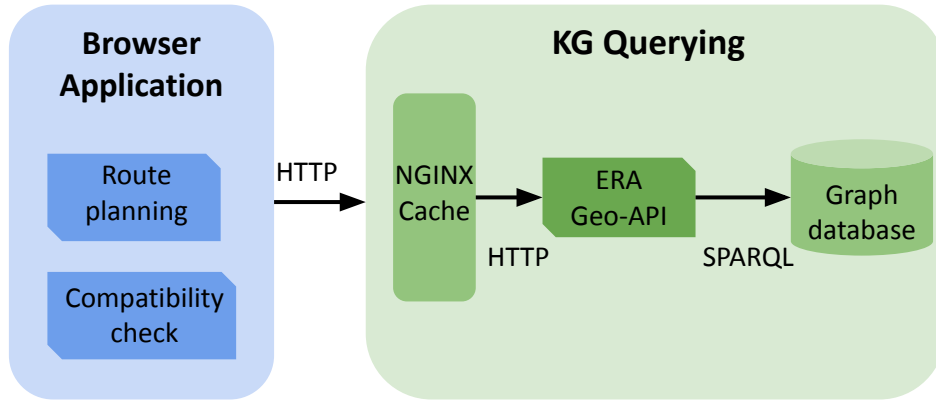 Browser
Application
Route
planning
Compatibility
check
HTTP
KG Querying
NGINX
Cache
HTTP
ERA
Geo-API
SPARQL
Graph
database